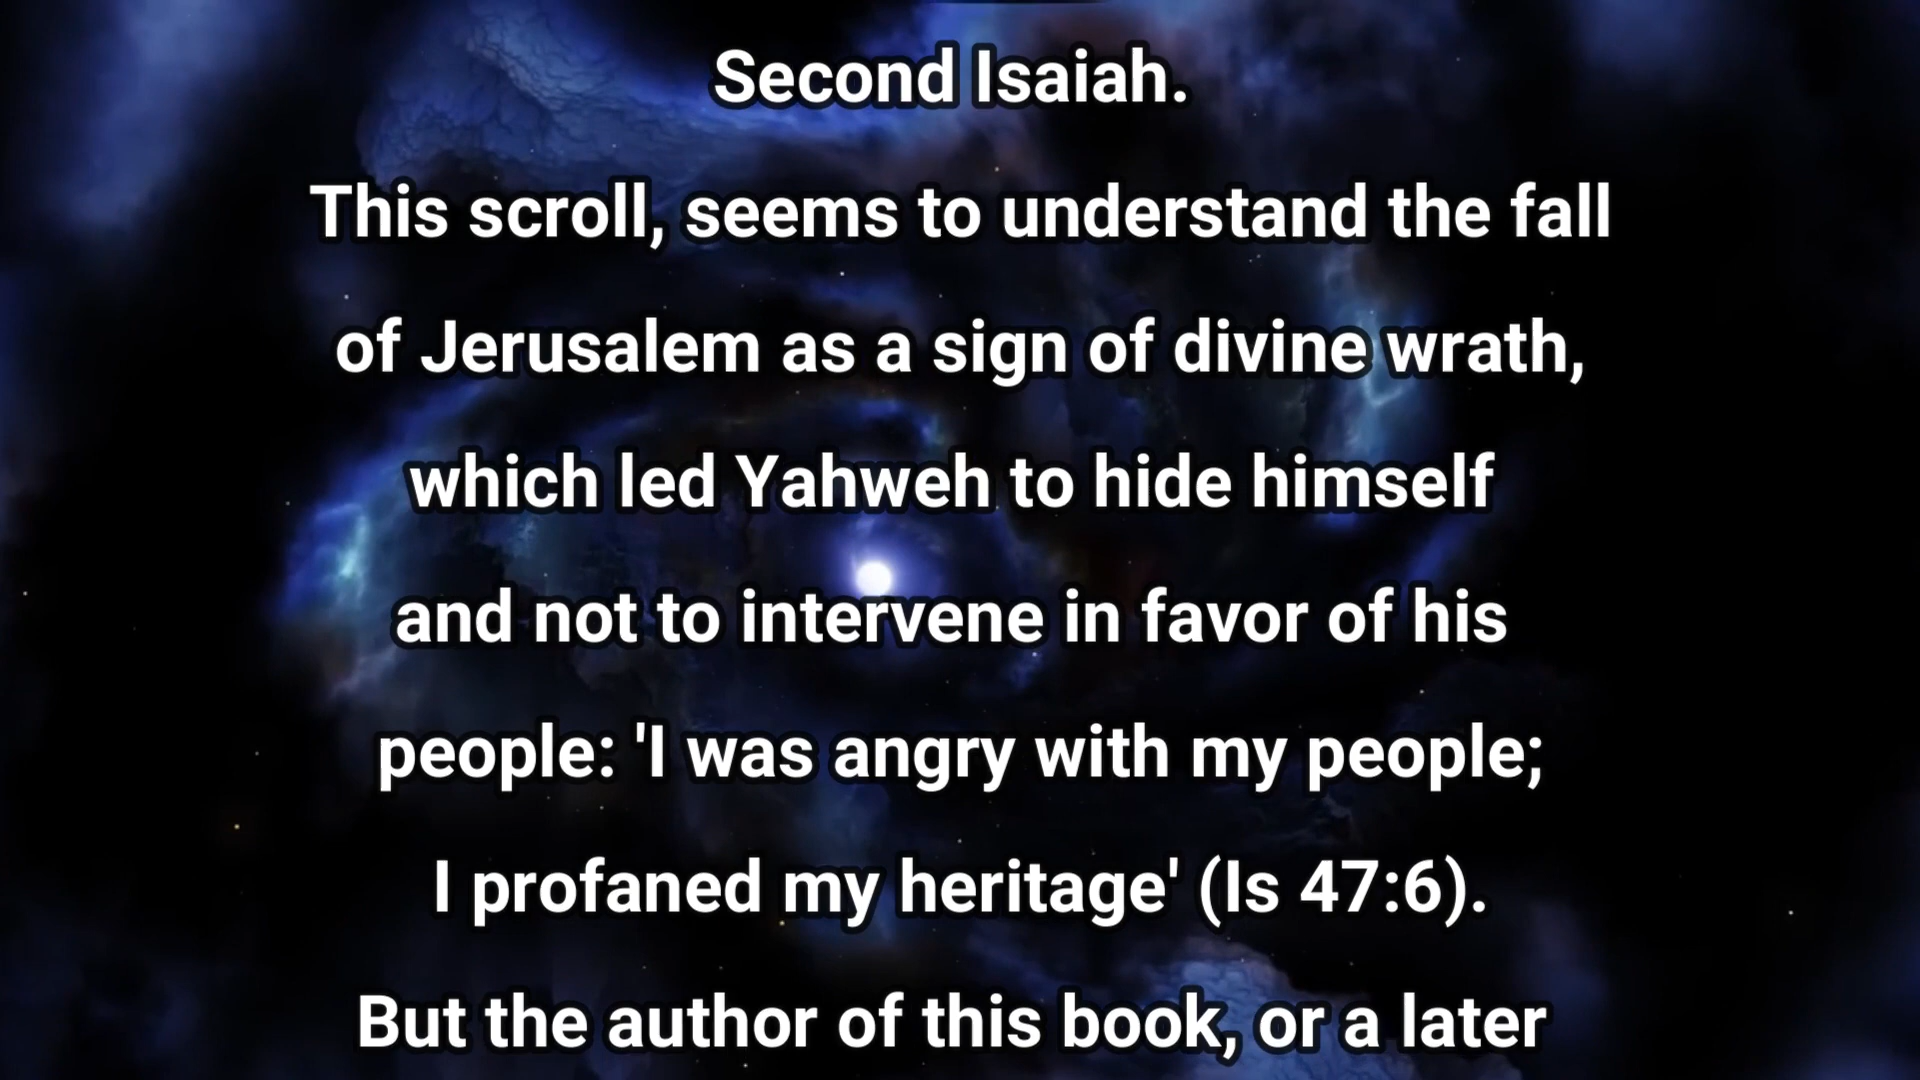 Second Isaiah.
This scroll, seems to understand the fall
of Jerusalem as a sign of divine wrath,
which led Yahweh to hide himself
and not to intervene in favor of his
people: 'I was angry with my people;
I profaned my heritage' (Is 47:6).
But the author of this book, or a later